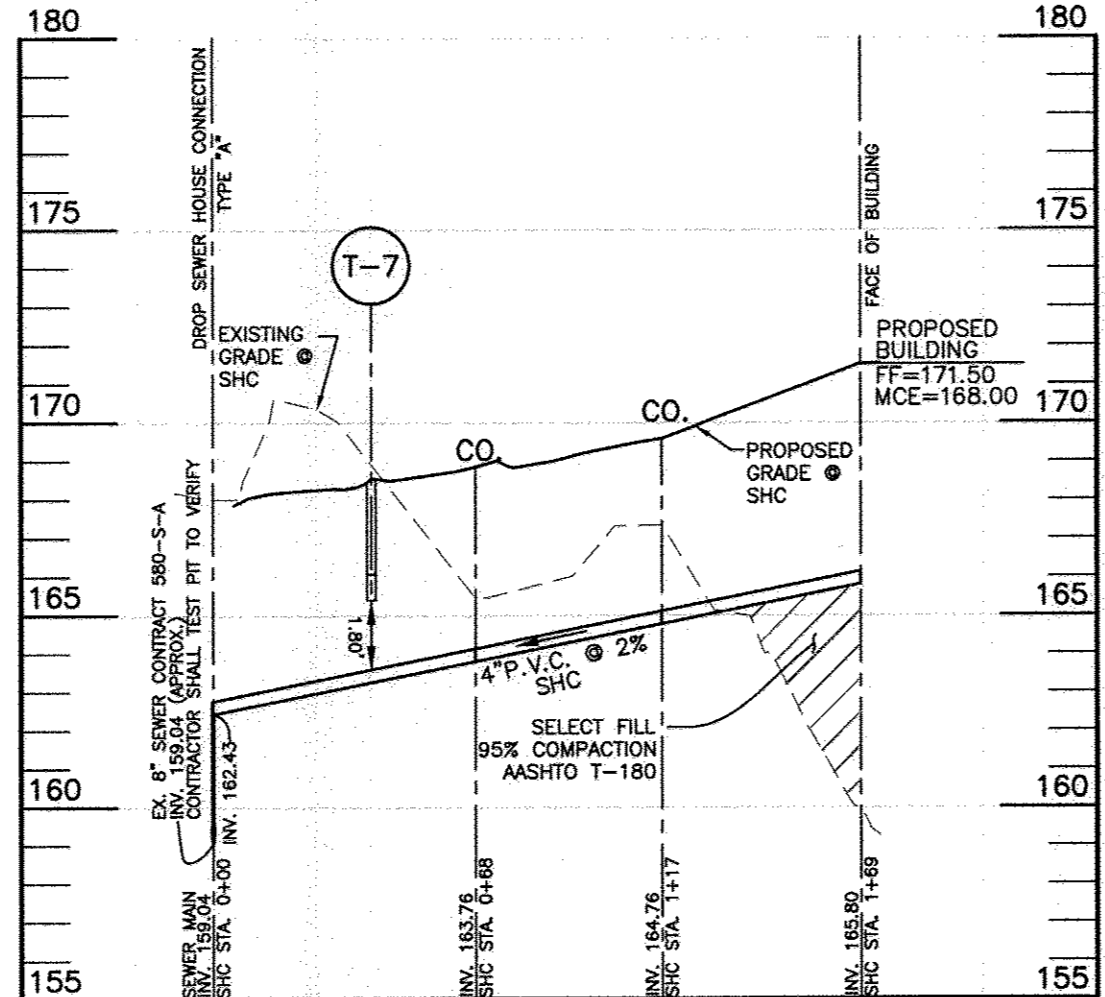 180
180
DROP SEWER HOUSE CONNECTION
TYPE "A"
175
175
T-7
FACE OF BUILDING
EXISTING
GRADE @
SHC
PROPOSED
BUILDING
FF=171.50
MCE=168.00
170
170
CO.
CO.
PROPOSED
GRADE @
SHC
EX. 8" SEWER CONTRACT 580-S-A
INV. 159.04 (APPROX.)
CONTRACTOR SHALL TEST PIT TO VERIFY
165
165
1.80'
4"P.V.C. @ 2%
SHC
SELECT FILL
95% COMPACTION
AASHTO T-180
INV. 162.43
160
160
SEWER MAIN
INV. 159.04
SHC STA. 0+00
INV. 163.76
SHC STA. 0+68
INV. 164.76
SHC STA. 1+17
INV. 165.80
SHC STA. 1+69
155
155